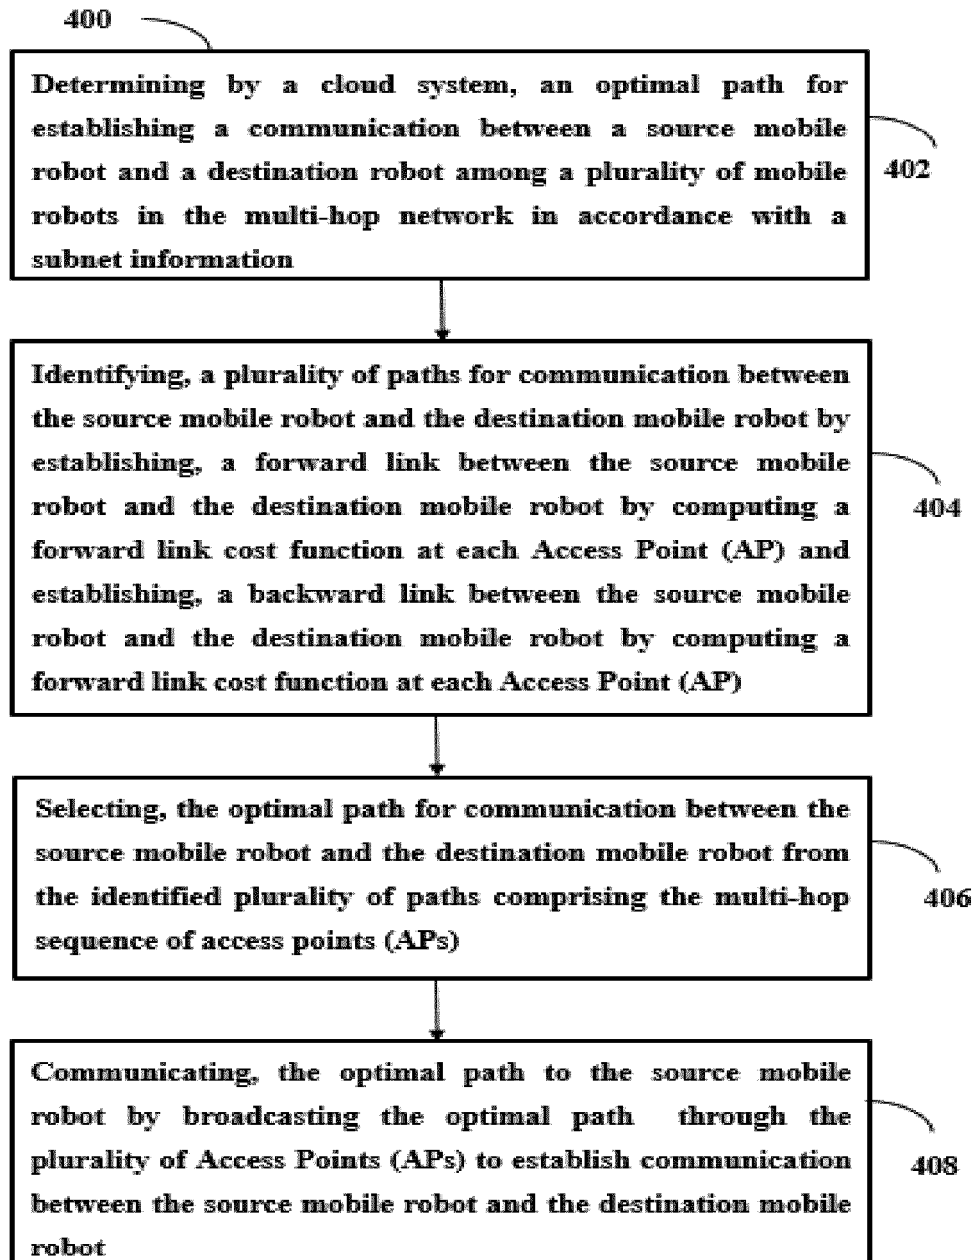 400
Determining by a cloud system, an optimal path for
establishing a communication between a source mobile
robot and a destination robot among a plurality of mobile
robots in the multi-hop network in accordance with a
subnet information
402
Identifying, a plurality of paths for communication between
the source mobile robot and the destination mobile robot by
establishing, a forward link between the source mobile
robot and the destination mobile robot by computing a
forward link cost function at each Access Point (AP) and
establishing, a backward link between the source mobile
robot and the destination mobile robot by computing a
forward link cost function at each Access Point (AP)
404
Selecting, the optimal path for communication between the
source mobile robot and the destination mobile robot from
the identified plurality of paths comprising the multi-hop
sequence of access points (APs)
406
Communicating, the optimal path to the source mobile
robot by broadcasting the optimal path through the
plurality of Access Points (APs) to establish communication
between the source mobile robot and the destination mobile
robot
408